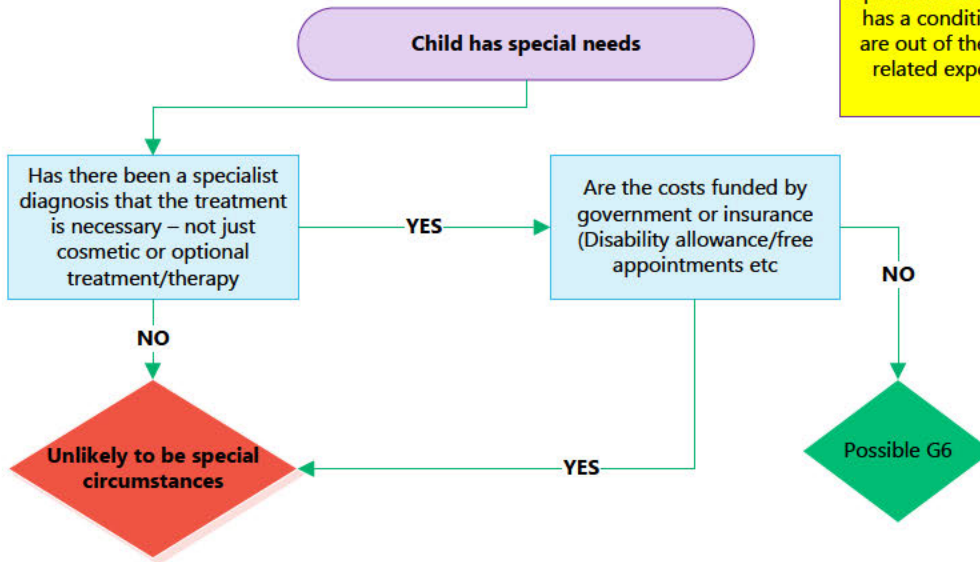 has a conditi
are out of the
related expe
Child has special needs
Has there been a specialist
diagnosis that the treatment
is necessary – not just
cosmetic or optional
treatment/therapy
YES
Are the costs funded by
government or insurance
(Disability allowance/free
appointments etc
NO
NO
Unlikely to be special
circumstances
YES
Possible G6